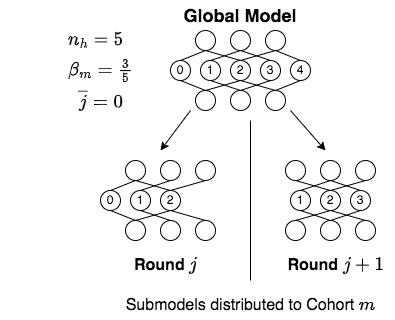 Global Model
n_h = 5
β_m = 3/5
j̅ = 0
0 1 2 3 4
0 1 2
1 2 3
Round j
Round j + 1
Submodels distributed to Cohort m